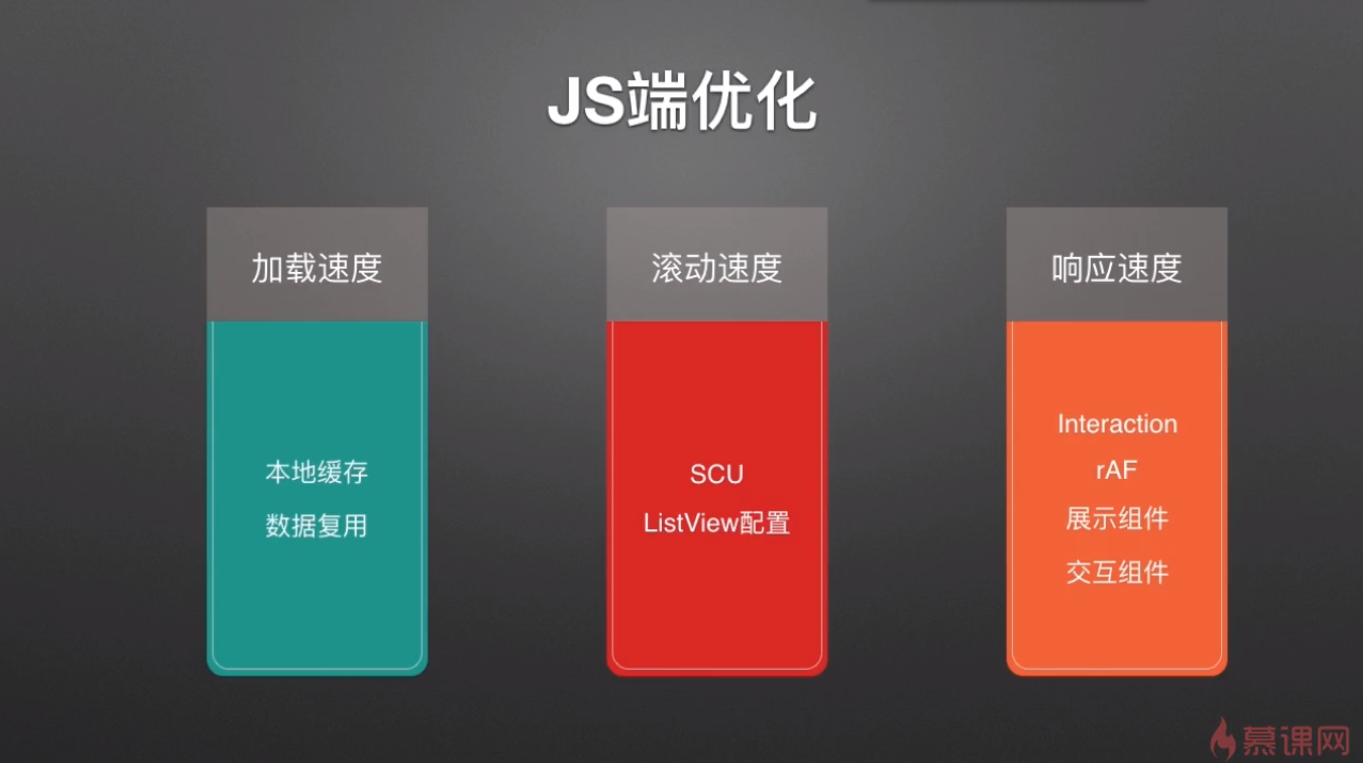 JS端优化
加载速度
本地缓存
数据复用
滚动速度
SCU
ListView配置
响应速度
Interaction
rAF
展示组件
交互组件
慕课网